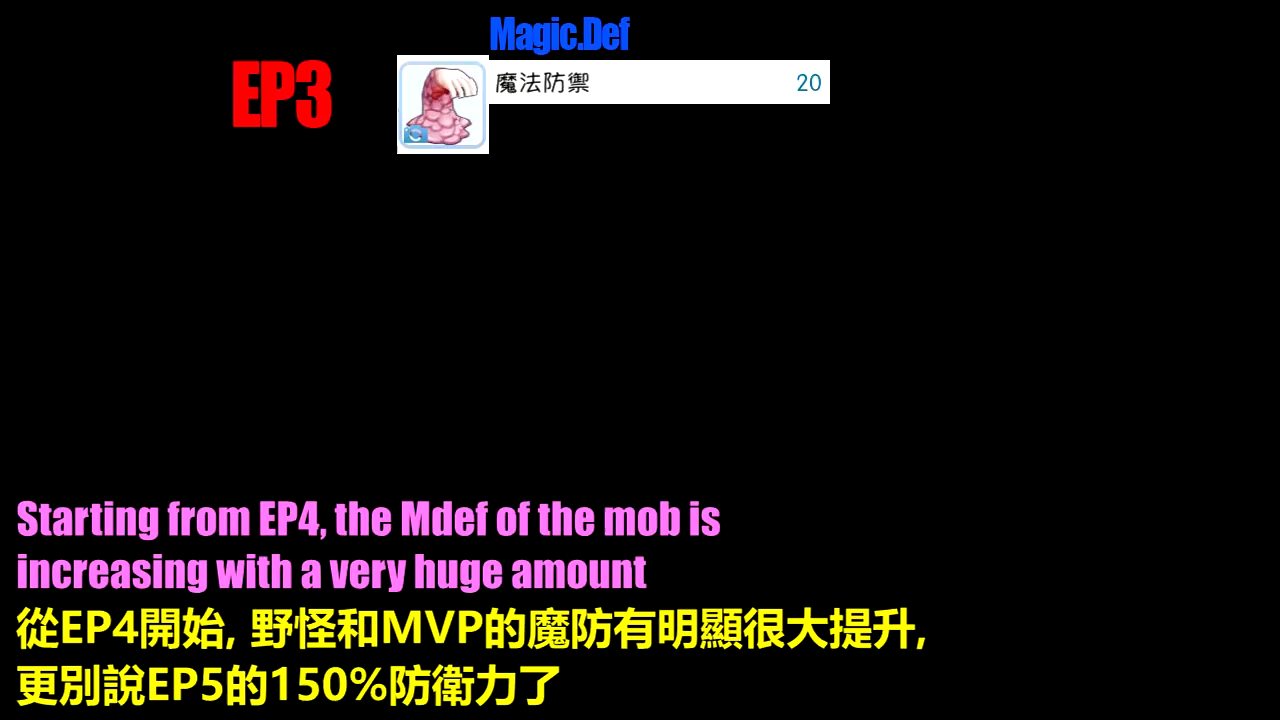 Magic.Def
EP3
魔法防禦 20
Starting from EP4, the Mdef of the mob is
increasing with a very huge amount
從EP4開始, 野怪和MVP的魔防有明顯很大提升,
更別說EP5的150%防衛力了